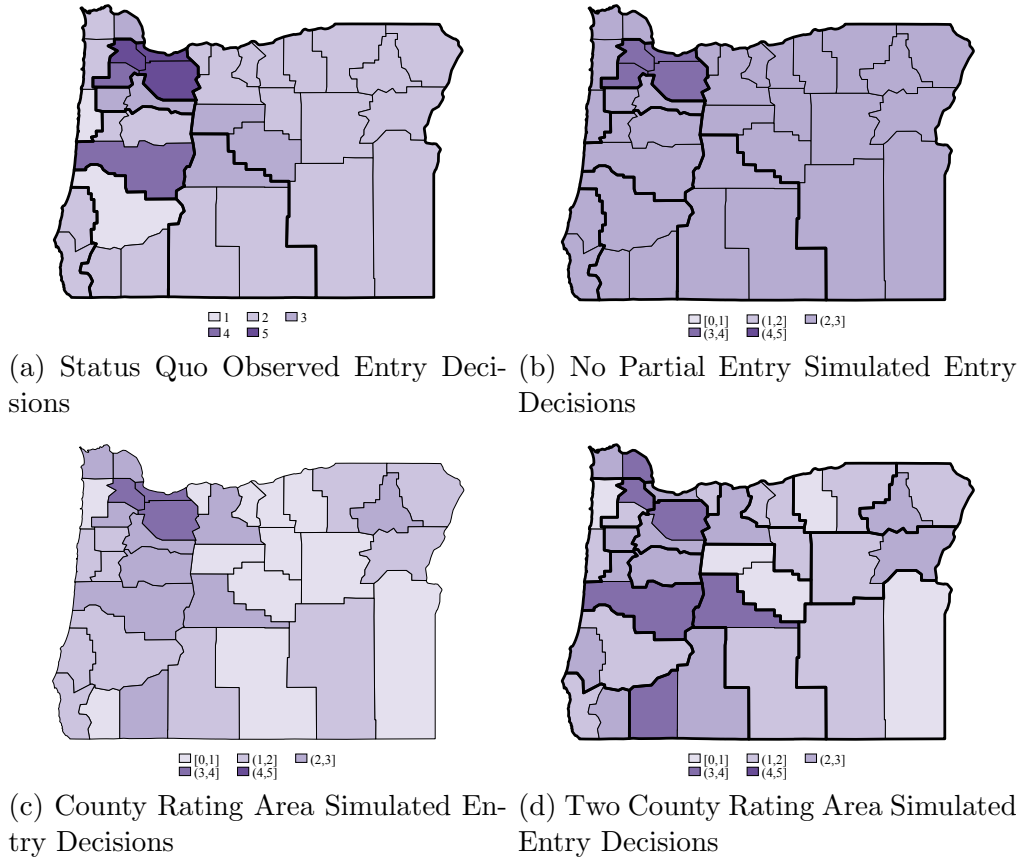 1 2 3
4 5
(a) Status Quo Observed Entry Deci-
sions
[0,1] (1,2] (2,3]
(3,4] (4,5]
(b) No Partial Entry Simulated Entry
Decisions
[0,1] (1,2] (2,3]
(3,4] (4,5]
(c) County Rating Area Simulated En-
try Decisions
[0,1] (1,2] (2,3]
(3,4] (4,5]
(d) Two County Rating Area Simulated
Entry Decisions